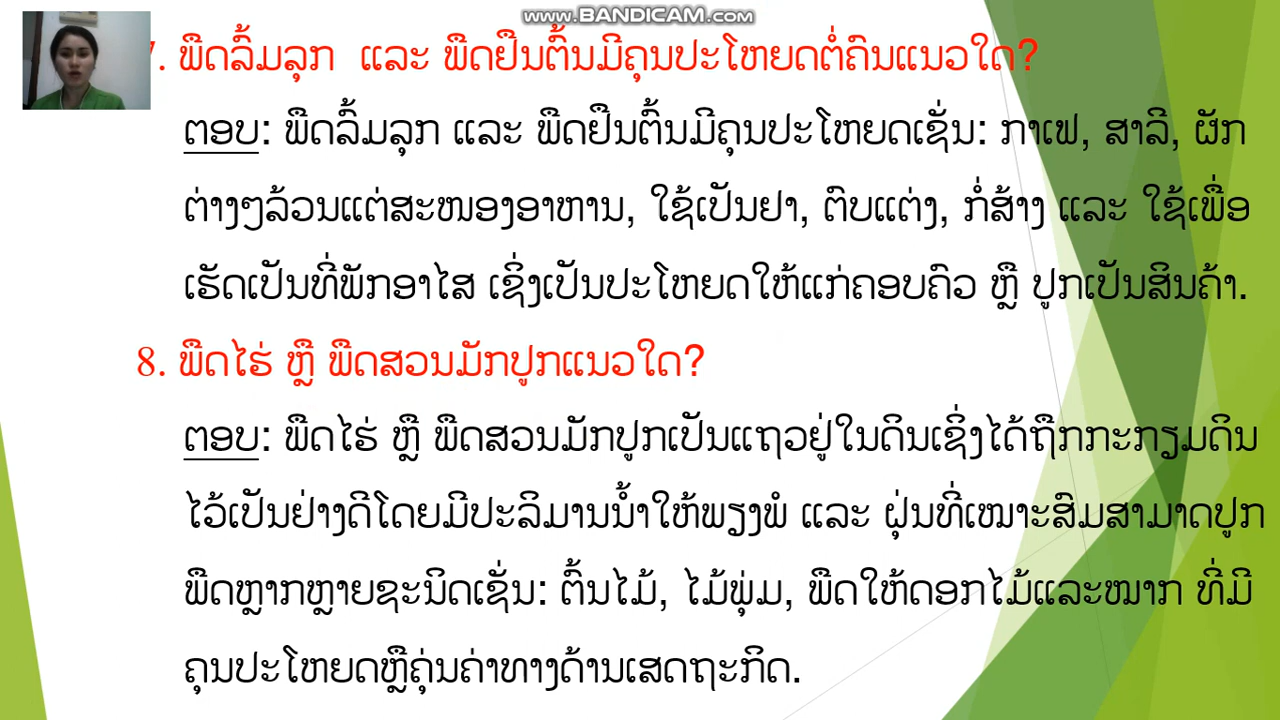 www.BANDICAM.com
7. ພືດລົ້ມລຸກ ແລະ ພືດຢືນຕົ້ນມີຄຸນປະໂຫຍດຕໍ່ຄົນແນວໃດ?
ຕອບ: ພືດລົ້ມລຸກ ແລະ ພືດຢືນຕົ້ນມີຄຸນປະໂຫຍດເຊັ່ນ: ກາເຟ, ສາລີ, ຜັກ
ຕ່າງໆລ້ວນແຕ່ສະໜອງອາຫານ, ໃຊ້ເປັນຢາ, ຕົບແຕ່ງ, ກໍ່ສ້າງ ແລະ ໃຊ້ເພື່ອ
ເຮັດເປັນທີ່ພັກອາໄສ ເຊິ່ງເປັນປະໂຫຍດໃຫ້ແກ່ຄອບຄົວ ຫຼື ປູກເປັນສິນຄ້າ.
8. ພືດໄຮ່ ຫຼື ພືດສວນມັກປູກແນວໃດ?
ຕອບ: ພືດໄຮ່ ຫຼື ພືດສວນມັກປູກເປັນແຖວຢູ່ໃນດິນເຊິ່ງໄດ້ຖືກກະກຽມດິນ
ໄວ້ເປັນຢ່າງດີໂດຍມີປະລິມານນ້ຳໃຫ້ພຽງພໍ ແລະ ຝຸ່ນທີ່ເໝາະສົມສາມາດປູກ
ພືດຫຼາກຫຼາຍຊະນິດເຊັ່ນ: ຕົ້ນໄມ້, ໄມ້ພຸ່ມ, ພືດໃຫ້ດອກໄມ້ແລະໝາກ ທີ່ມີ
ຄຸນປະໂຫຍດຫຼືຄຸ່ນຄ່າທາງດ້ານເສດຖະກິດ.